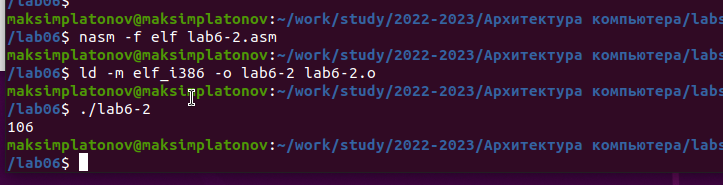 /lab06$
maksimplatonov@maksimplatonov:~/work/study/2022-2023/Архитектура компьютера/labs
/lab06$ nasm -f elf lab6-2.asm
maksimplatonov@maksimplatonov:~/work/study/2022-2023/Архитектура компьютера/labs
/lab06$ ld -m elf_i386 -o lab6-2 lab6-2.o
maksimplatonov@maksimplatonov:~/work/study/2022-2023/Архитектура компьютера/labs
/lab06$ ./lab6-2
106
maksimplatonov@maksimplatonov:~/work/study/2022-2023/Архитектура компьютера/labs
/lab06$